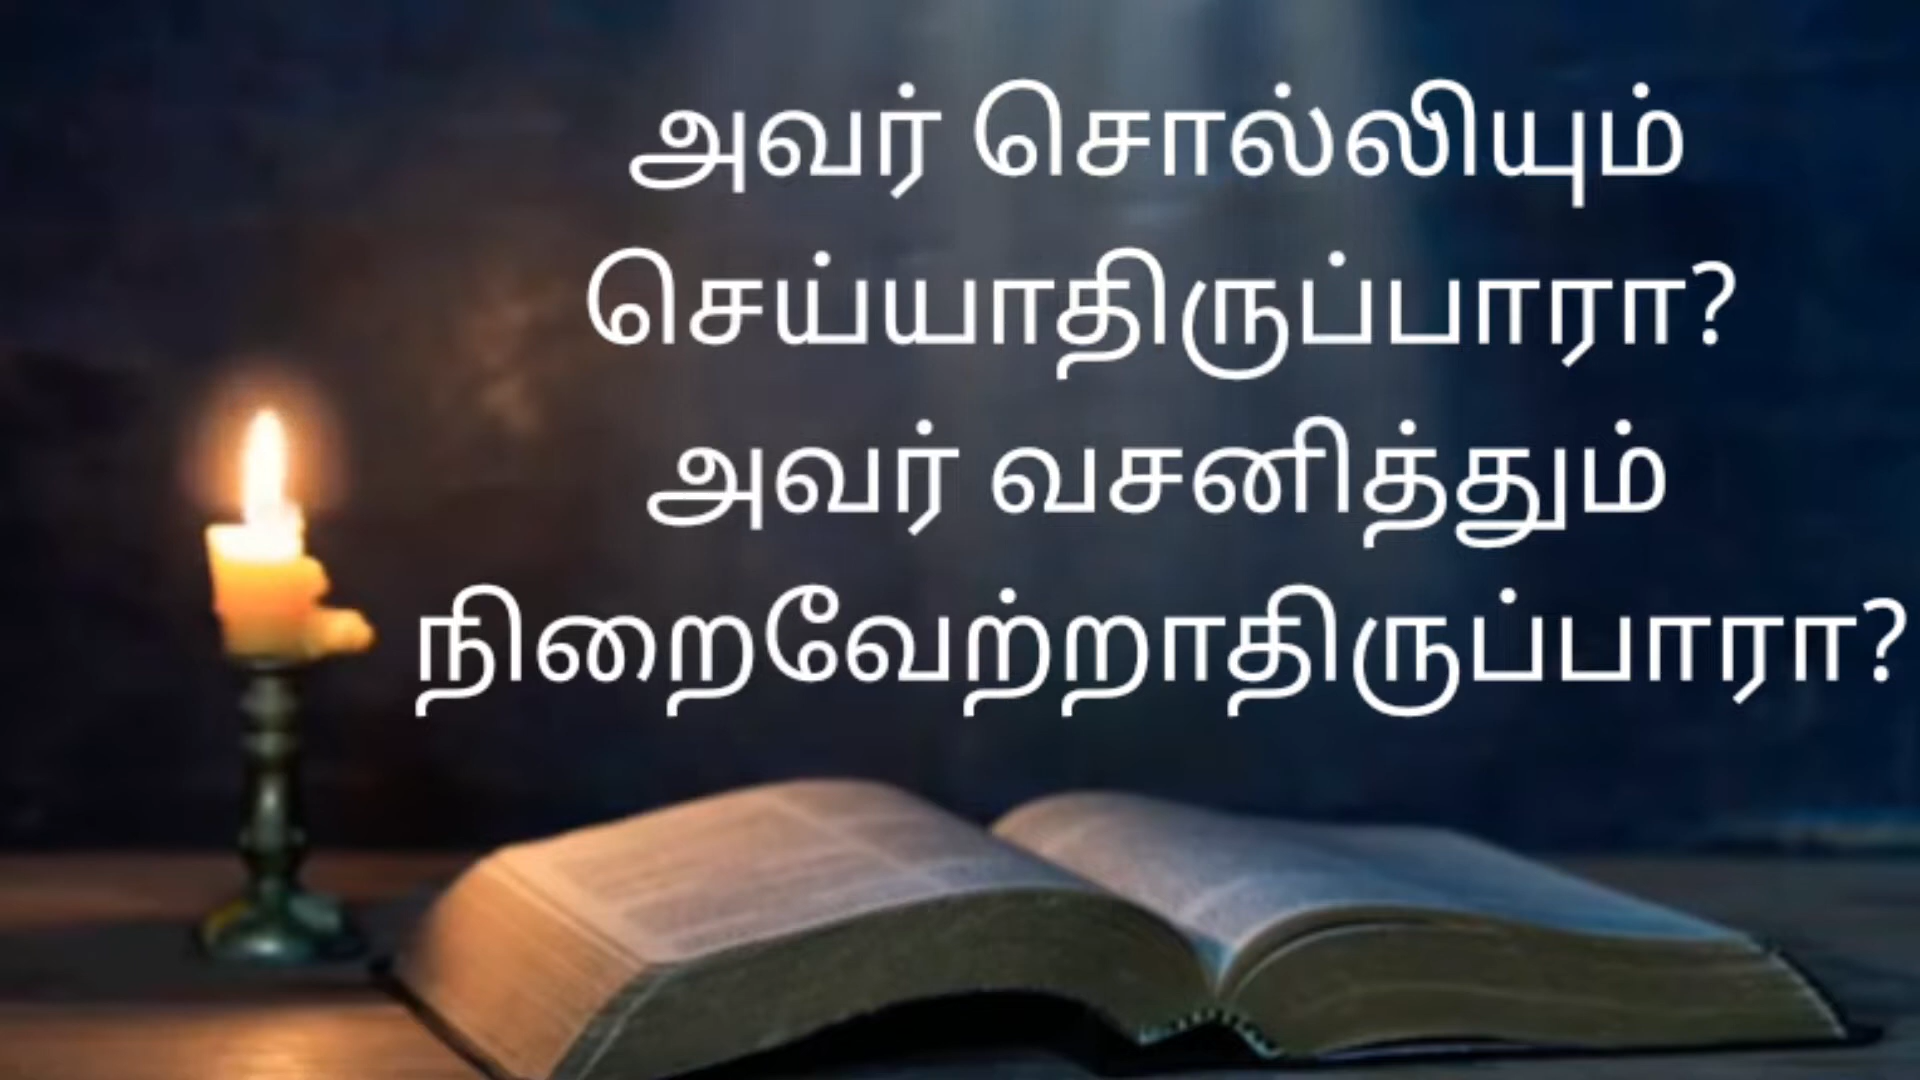 அவர் சொல்லியும்
செய்யாதிருப்பாரா?
அவர் வசனித்தும்
நிறைவேற்றாதிருப்பாரா?